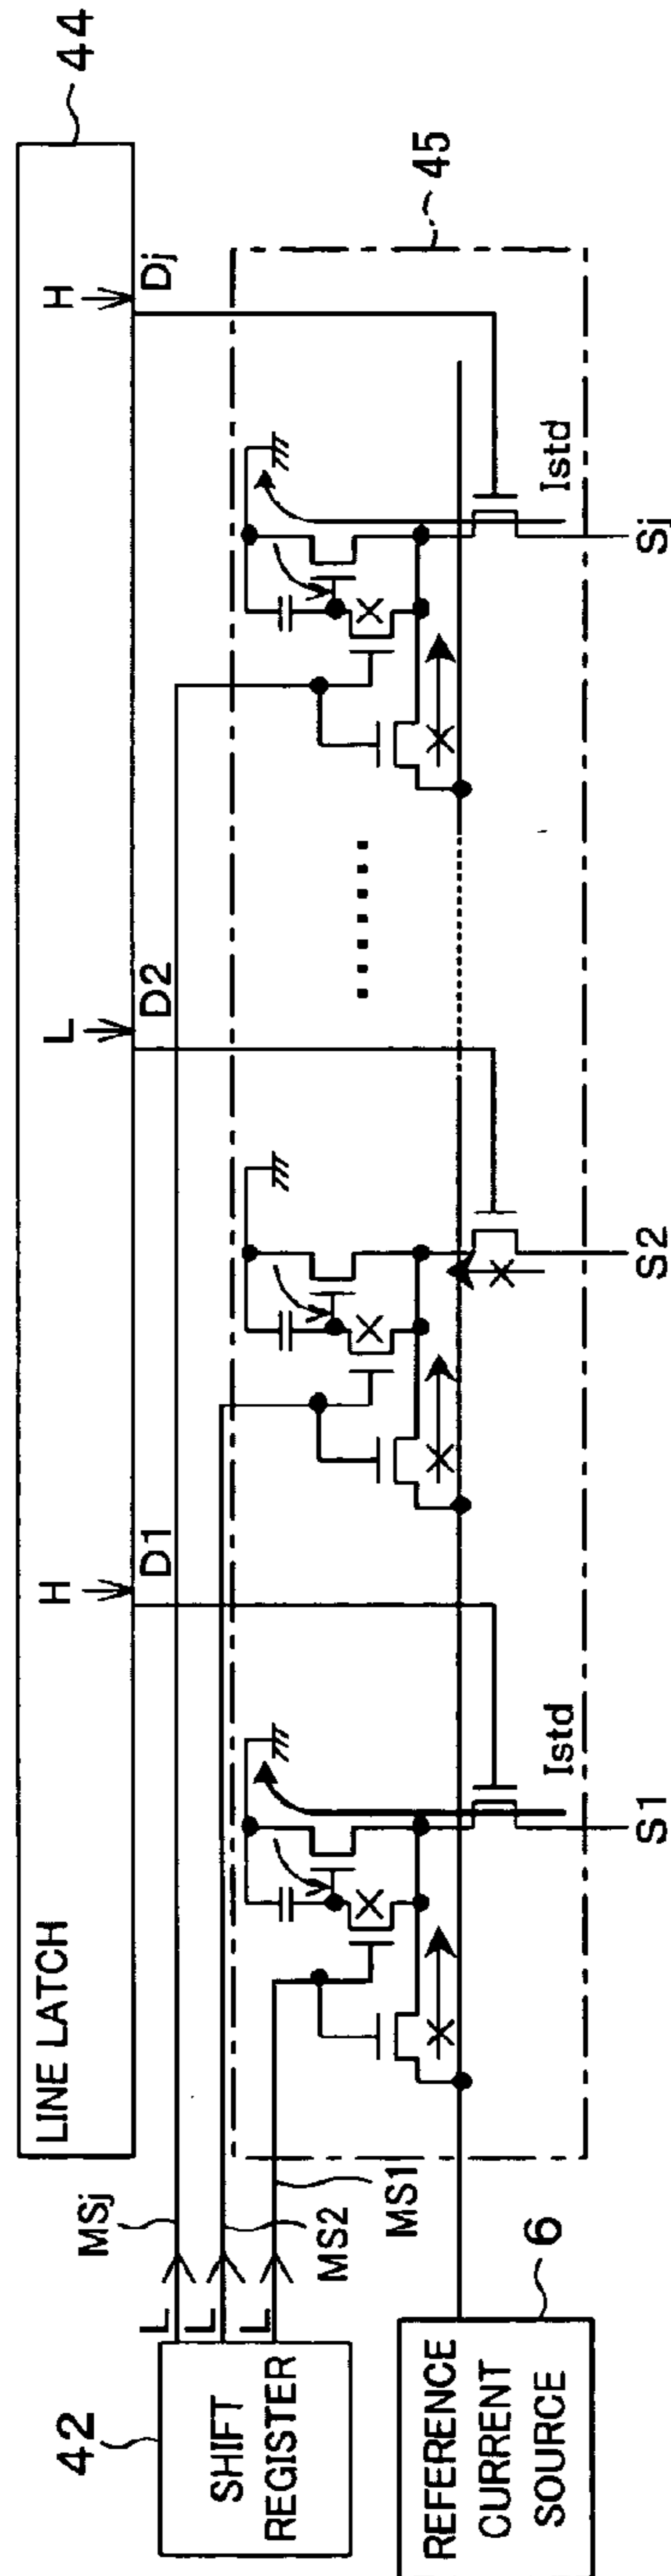 LINE LATCH
44
H
D1
L
D2
H
Dj
MSj
MS2
MS1
L
L
L
42
SHIFT
REGISTER
45
Istd
Istd
S1
S2
Sj
6
REFERENCE
CURRENT
SOURCE